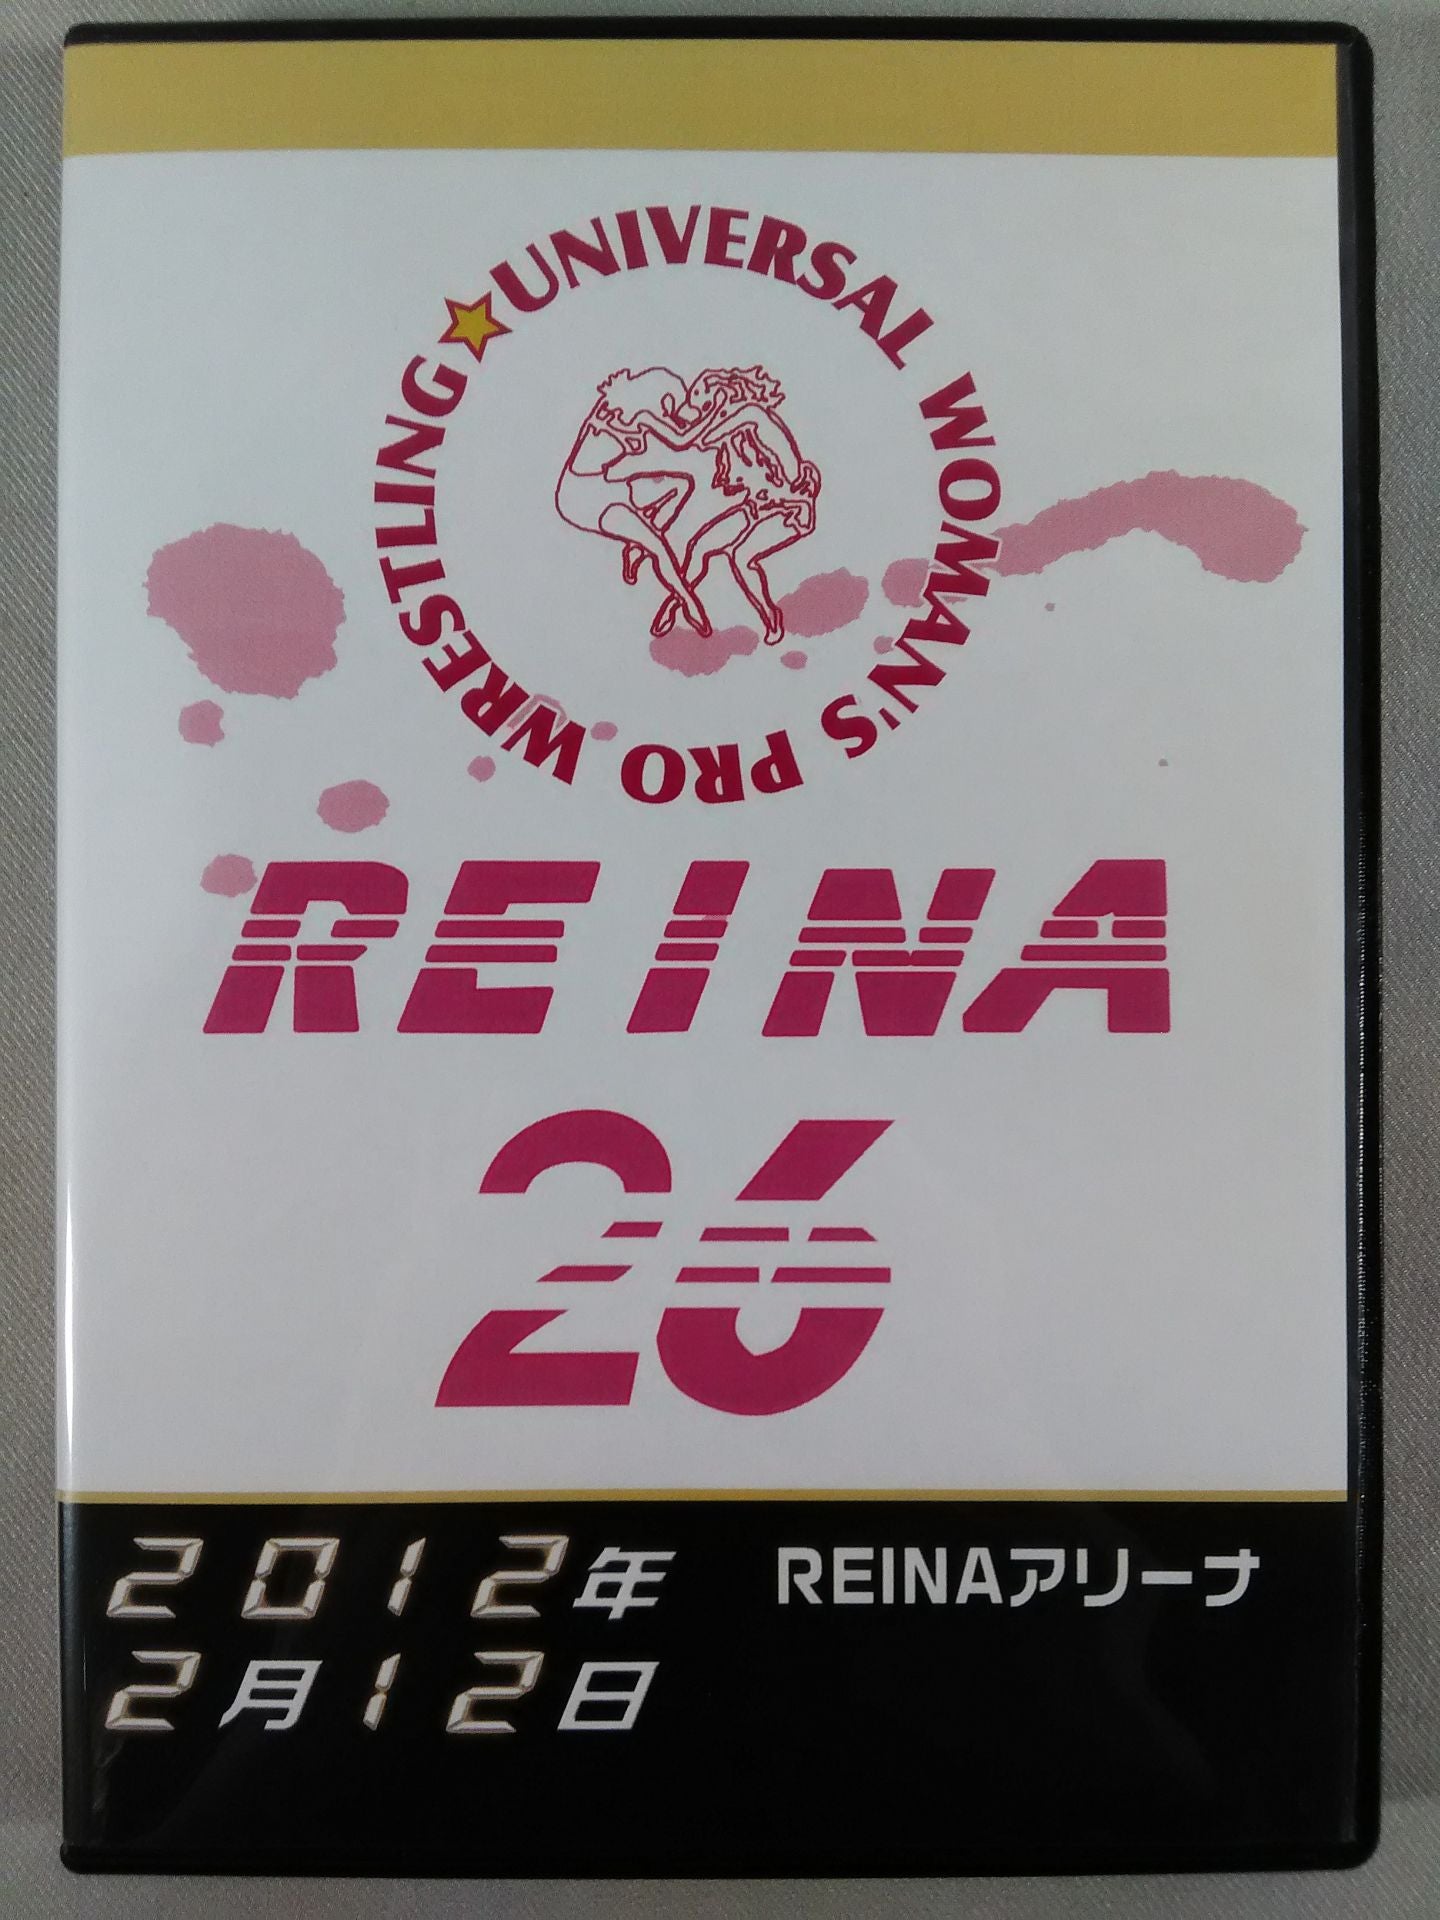 ★UNIVERSAL WOMAN'S PRO WRESTLING
REINA
26
2012年
REINAアリーナ
2月12日